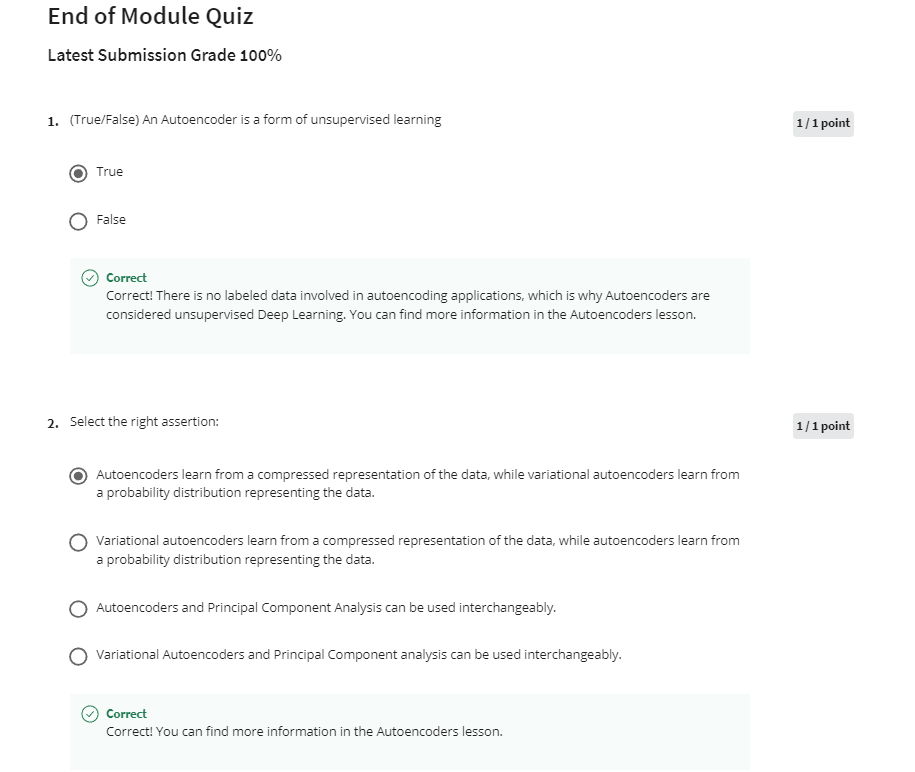 End of Module Quiz
Latest Submission Grade 100%
1. (True/False) An Autoencoder is a form of unsupervised learning
1 / 1 point
True
False
Correct
Correct! There is no labeled data involved in autoencoding applications, which is why Autoencoders are
considered unsupervised Deep Learning. You can find more information in the Autoencoders lesson.
2. Select the right assertion:
1 / 1 point
Autoencoders learn from a compressed representation of the data, while variational autoencoders learn from
a probability distribution representing the data.
Variational autoencoders learn from a compressed representation of the data, while autoencoders learn from
a probability distribution representing the data.
Autoencoders and Principal Component Analysis can be used interchangeably.
Variational Autoencoders and Principal Component analysis can be used interchangeably.
Correct
Correct! You can find more information in the Autoencoders lesson.